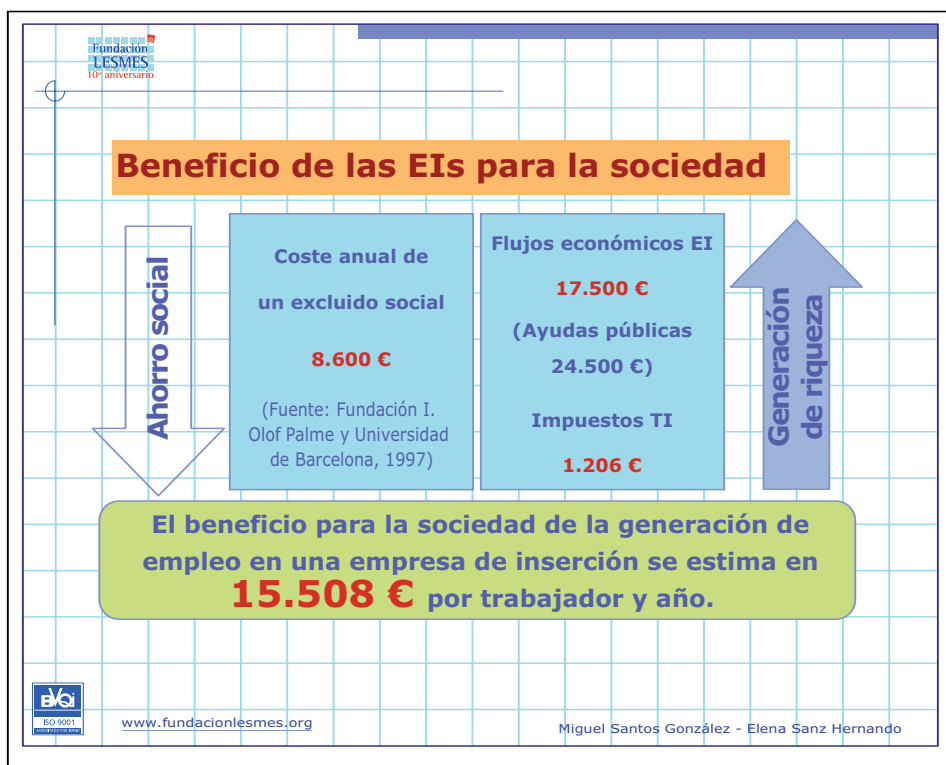 Fundación
LESMES
10º aniversario
Beneficio de las EIs para la sociedad
Ahorro social
Coste anual de
un excluido social
8.600 €
(Fuente: Fundación I.
Olof Palme y Universidad
de Barcelona, 1997)
Flujos económicos EI
17.500 €
(Ayudas públicas
24.500 €)
Impuestos TI
1.206 €
Generación
de riqueza
El beneficio para la sociedad de la generación de
empleo en una empresa de inserción se estima en
15.508 € por trabajador y año.
BVQi
ISO 9001
ACREDITADO POR ENAC
www.fundacionlesmes.org
Miguel Santos González - Elena Sanz Hernando